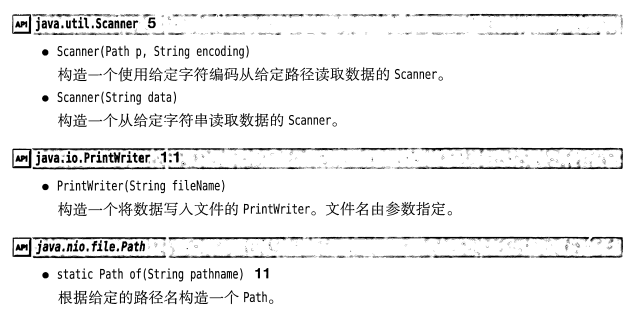 API java.util.Scanner 5
● Scanner(Path p, String encoding)
构造一个使用给定字符编码从给定路径读取数据的 Scanner。
● Scanner(String data)
构造一个从给定字符串读取数据的 Scanner。
API java.io.PrintWriter 1.1
● PrintWriter(String fileName)
构造一个将数据写入文件的 PrintWriter。文件名由参数指定。
API java.nio.file.Path
● static Path of(String pathname) 11
根据给定的路径名构造一个 Path。